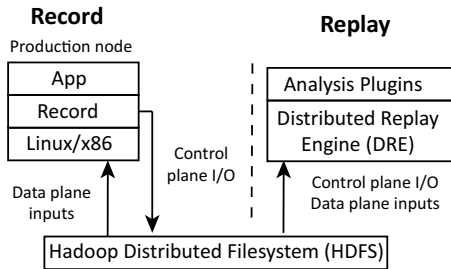 Record
Production node
App
Record
Linux/x86
Data plane
inputs
Control
plane I/O
Replay
Analysis Plugins
Distributed Replay
Engine (DRE)
Control plane I/O
Data plane inputs
Hadoop Distributed Filesystem (HDFS)